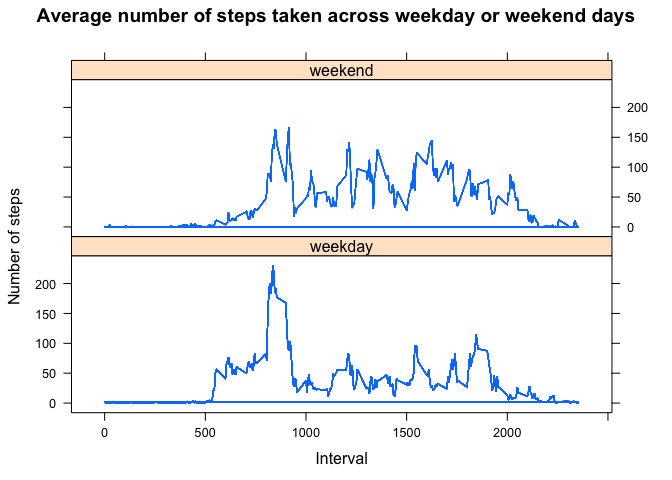 Average number of steps taken across weekday or weekend days
weekend
200
150
100
50
0
Number of steps
weekday
200
150
100
50
0
0 500 1000 1500 2000
Interval